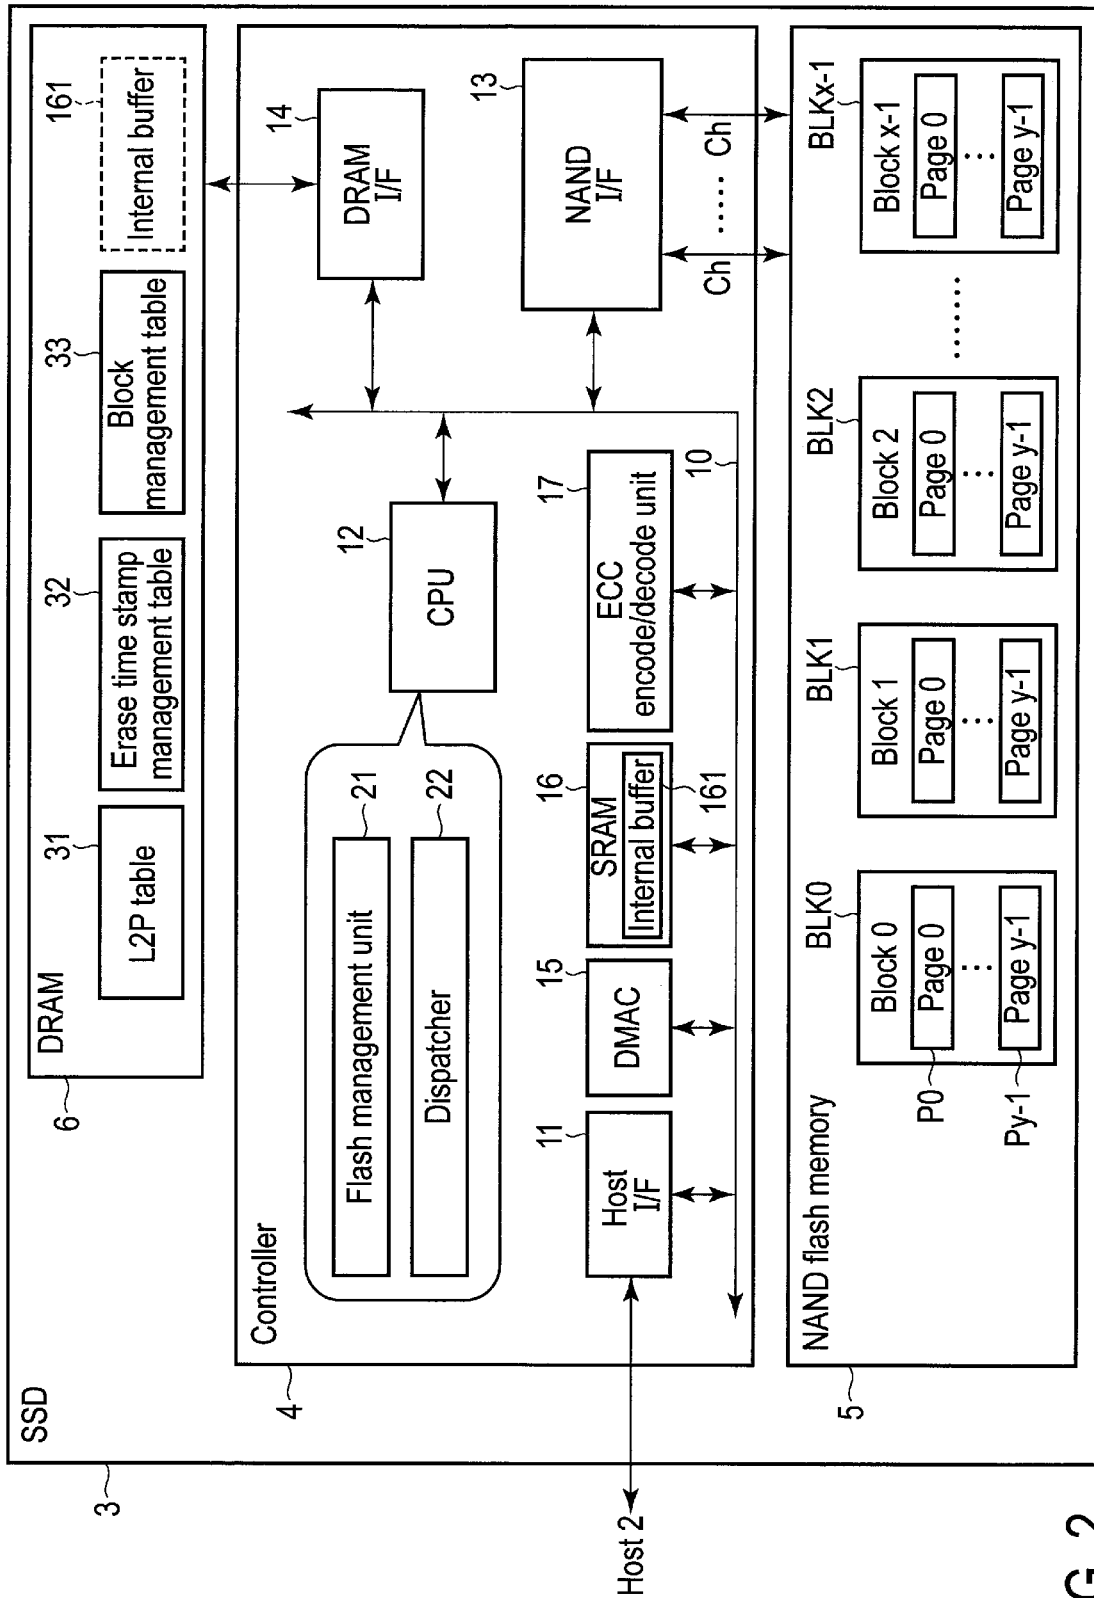 SSD
3
DRAM
6
L2P table
31
Erase time stamp
management table
32
Block
management table
33
Internal buffer
161
Controller
4
Flash management unit
21
Dispatcher
22
CPU
12
DRAM
I/F
14
NAND
I/F
13
Host
I/F
11
DMAC
15
SRAM
16
Internal buffer
161
ECC
encode/decode unit
17
10
Host 2
Ch
......
Ch
NAND flash memory
5
BLK0
Block 0
Page 0
Page y-1
P0
Py-1
BLK1
Block 1
Page 0
Page y-1
BLK2
Block 2
Page 0
Page y-1
.......
BLKx-1
Block x-1
Page 0
Page y-1
G. 2